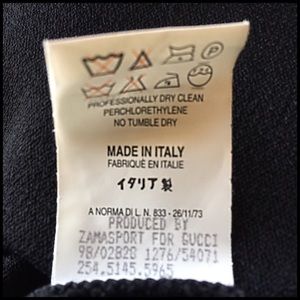 PROFESSIONALLY DRY CLEAN
PERCHLORETHYLENE
NO TUMBLE DRY
MADE IN ITALY
FABRIQUÉ EN ITALIE
イタリア製
A NORMA DI L. N. 833 - 26/11/73
PRODUCED BY
ZAMASPORT FOR GUCCI
98/02828 1276/54071
254.5145.5965